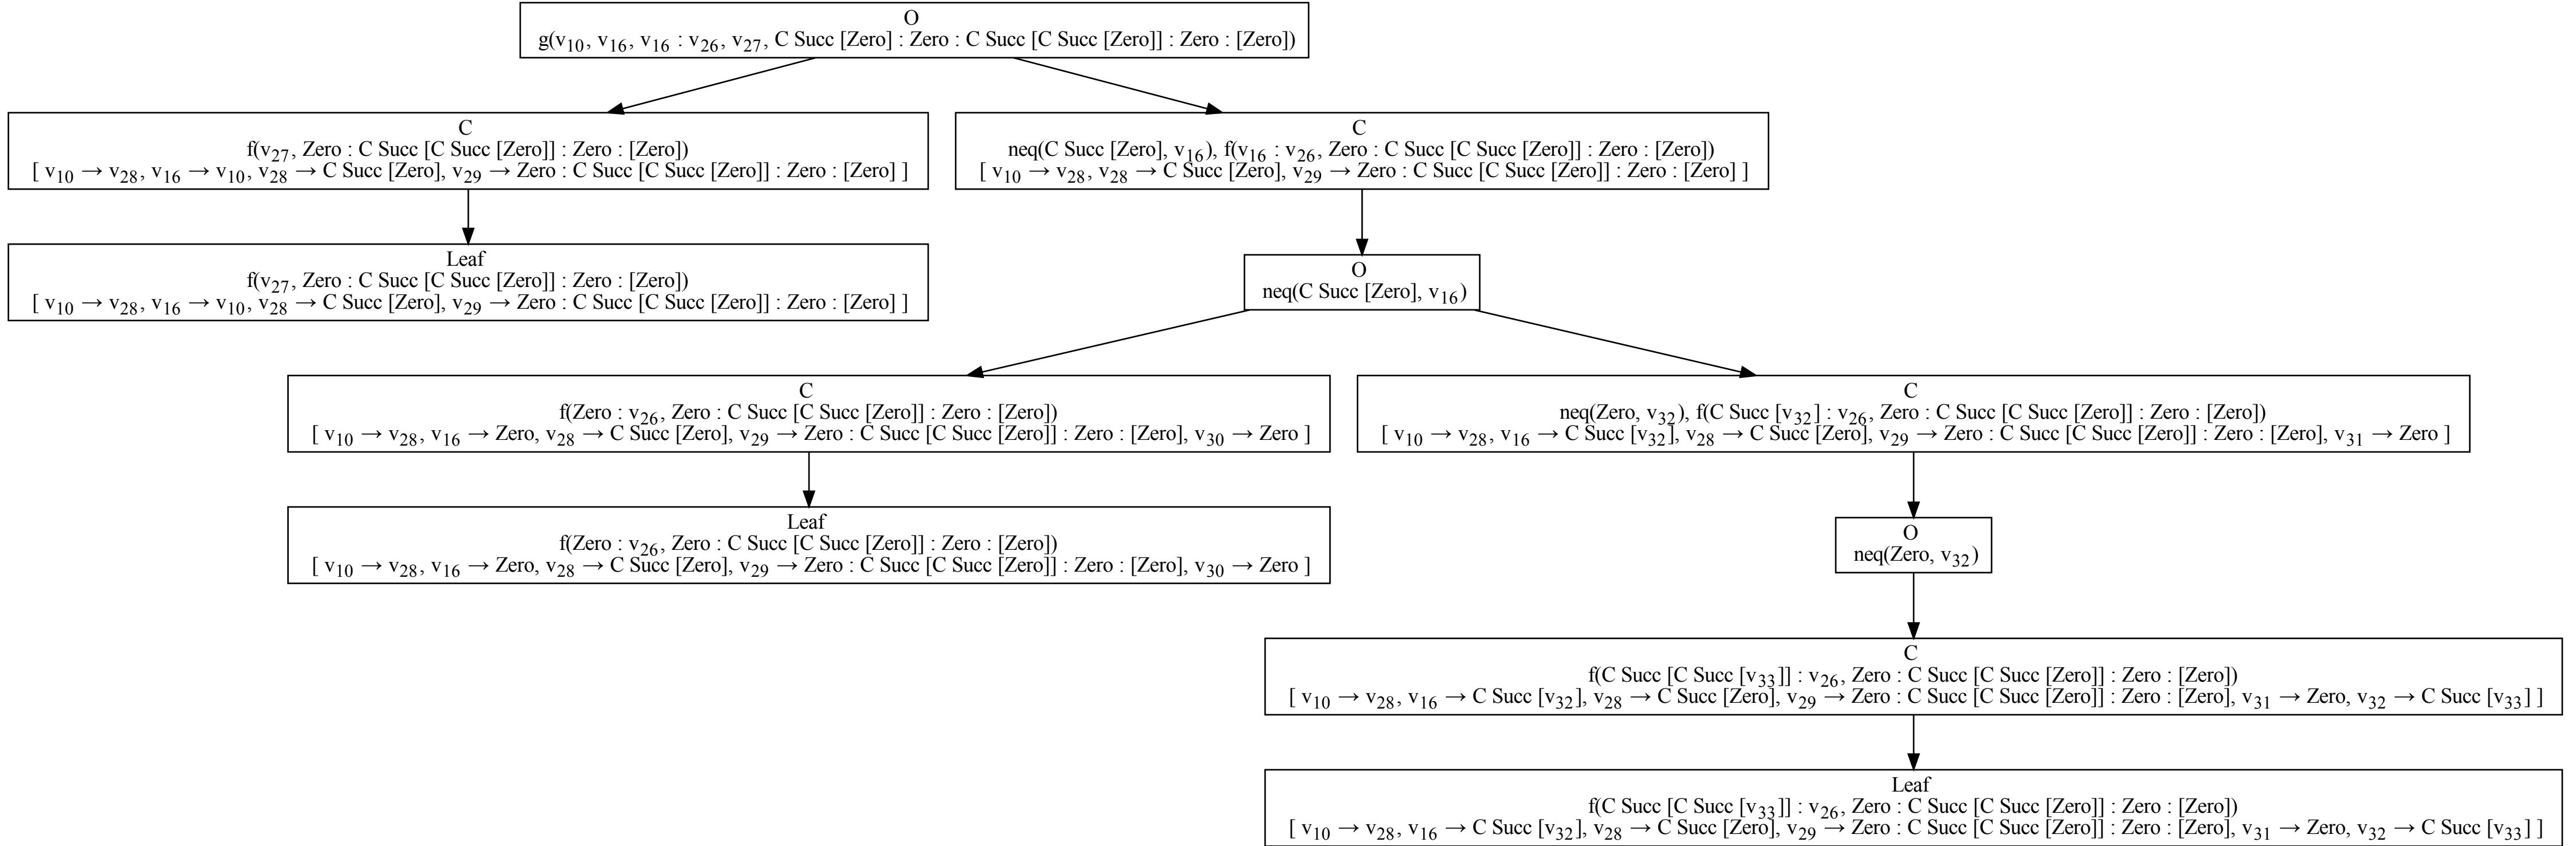 O
g(v10, v16, v16 : v26, v27, C Succ [Zero] : Zero : C Succ [C Succ [Zero]] : Zero : [Zero])
C
f(v27, Zero : C Succ [C Succ [Zero]] : Zero : [Zero])
[ v10 → v28, v16 → v10, v28 → C Succ [Zero], v29 → Zero : C Succ [C Succ [Zero]] : Zero : [Zero] ]
C
neq(C Succ [Zero], v16), f(v16 : v26, Zero : C Succ [C Succ [Zero]] : Zero : [Zero])
[ v10 → v28, v28 → C Succ [Zero], v29 → Zero : C Succ [C Succ [Zero]] : Zero : [Zero] ]
Leaf
f(v27, Zero : C Succ [C Succ [Zero]] : Zero : [Zero])
[ v10 → v28, v16 → v10, v28 → C Succ [Zero], v29 → Zero : C Succ [C Succ [Zero]] : Zero : [Zero] ]
O
neq(C Succ [Zero], v16)
C
f(Zero : v26, Zero : C Succ [C Succ [Zero]] : Zero : [Zero])
[ v10 → v28, v16 → Zero, v28 → C Succ [Zero], v29 → Zero : C Succ [C Succ [Zero]] : Zero : [Zero], v30 → Zero ]
C
neq(Zero, v32), f(C Succ [v32] : v26, Zero : C Succ [C Succ [Zero]] : Zero : [Zero])
[ v10 → v28, v16 → C Succ [v32], v28 → C Succ [Zero], v29 → Zero : C Succ [C Succ [Zero]] : Zero : [Zero], v31 → Zero ]
Leaf
f(Zero : v26, Zero : C Succ [C Succ [Zero]] : Zero : [Zero])
[ v10 → v28, v16 → Zero, v28 → C Succ [Zero], v29 → Zero : C Succ [C Succ [Zero]] : Zero : [Zero], v30 → Zero ]
O
neq(Zero, v32)
C
f(C Succ [C Succ [v33]] : v26, Zero : C Succ [C Succ [Zero]] : Zero : [Zero])
[ v10 → v28, v16 → C Succ [v32], v28 → C Succ [Zero], v29 → Zero : C Succ [C Succ [Zero]] : Zero : [Zero], v31 → Zero, v32 → C Succ [v33] ]
Leaf
f(C Succ [C Succ [v33]] : v26, Zero : C Succ [C Succ [Zero]] : Zero : [Zero])
[ v10 → v28, v16 → C Succ [v32], v28 → C Succ [Zero], v29 → Zero : C Succ [C Succ [Zero]] : Zero : [Zero], v31 → Zero, v32 → C Succ [v33] ]